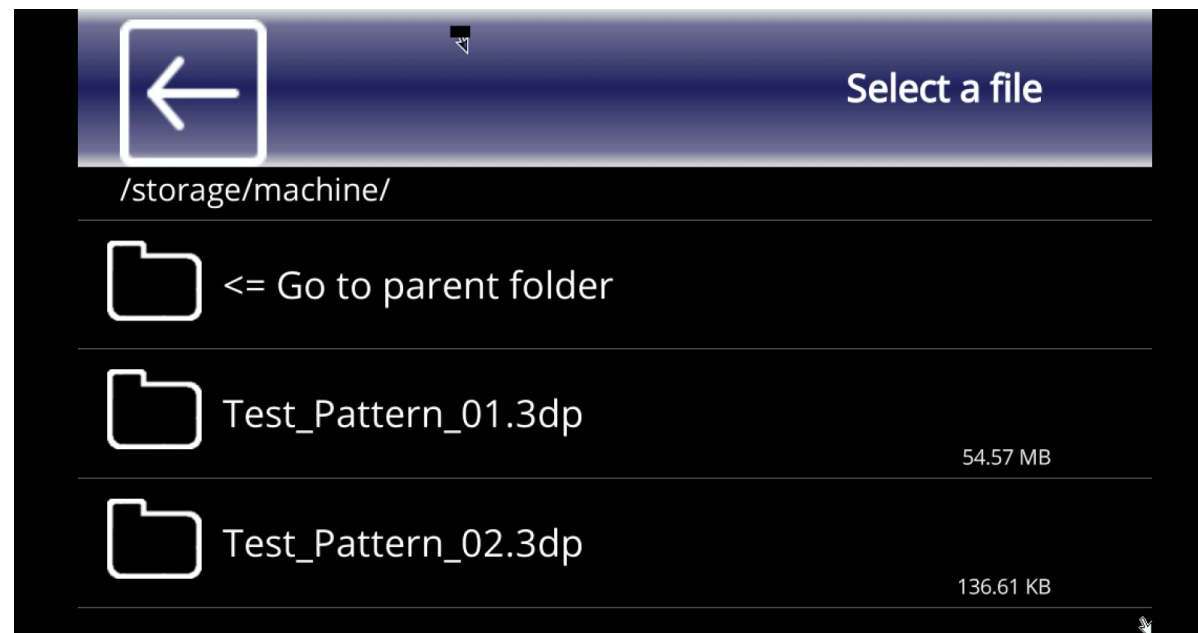 Select a file
/storage/machine/
<= Go to parent folder
Test_Pattern_01.3dp
54.57 MB
Test_Pattern_02.3dp
136.61 KB